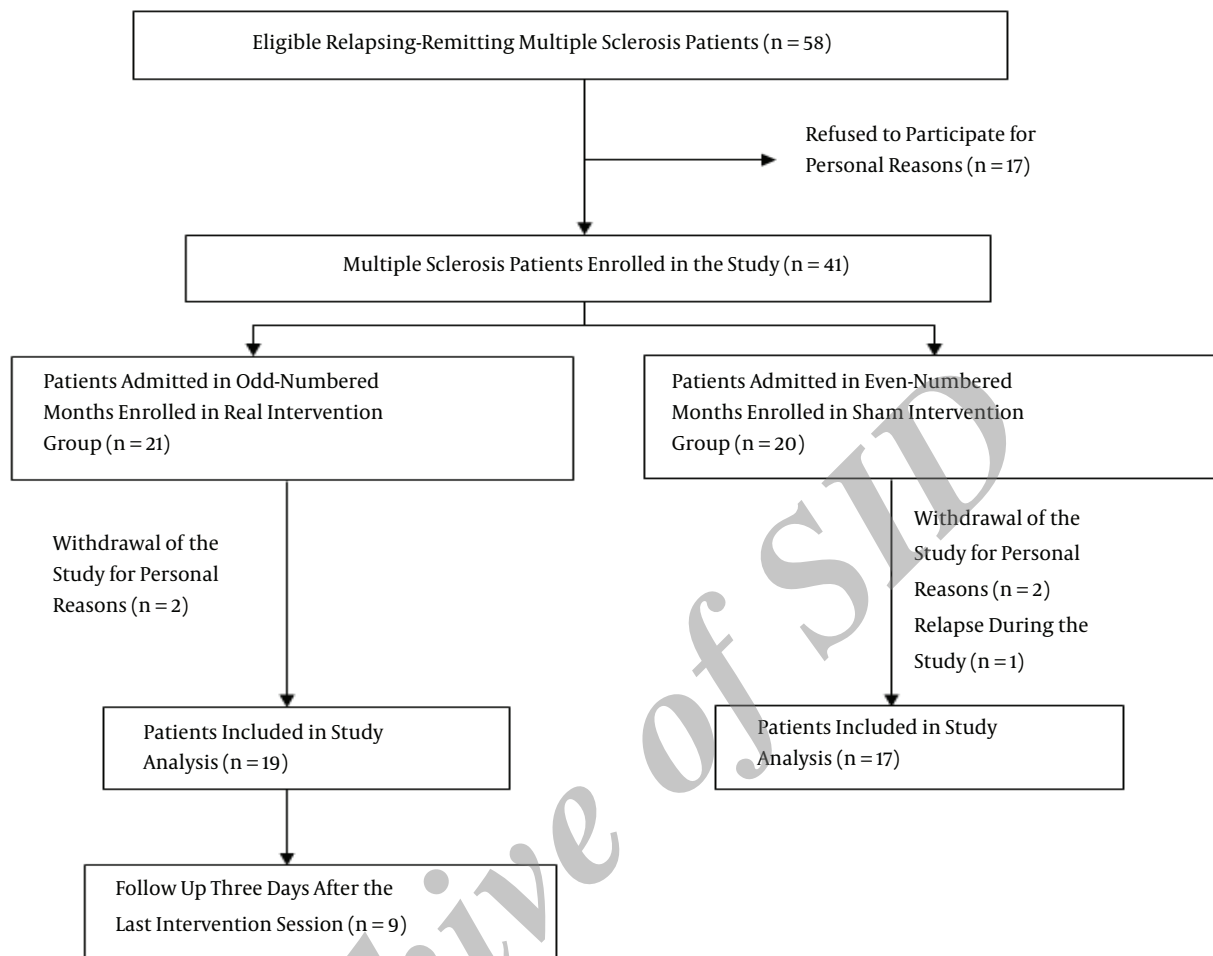 Eligible Relapsing-Remitting Multiple Sclerosis Patients (n = 58)
Refused to Participate for
Personal Reasons (n = 17)
Multiple Sclerosis Patients Enrolled in the Study (n = 41)
Patients Admitted in Odd-Numbered
Months Enrolled in Real Intervention
Group (n = 21)
Patients Admitted in Even-Numbered
Months Enrolled in Sham Intervention
Group (n = 20)
Withdrawal of the
Study for Personal
Reasons (n = 2)
Withdrawal of the
Study for Personal
Reasons (n = 2)
Relapse During the
Study (n = 1)
Patients Included in Study
Analysis (n = 19)
Patients Included in Study
Analysis (n = 17)
Follow Up Three Days After the
Last Intervention Session (n = 9)
hive of SID